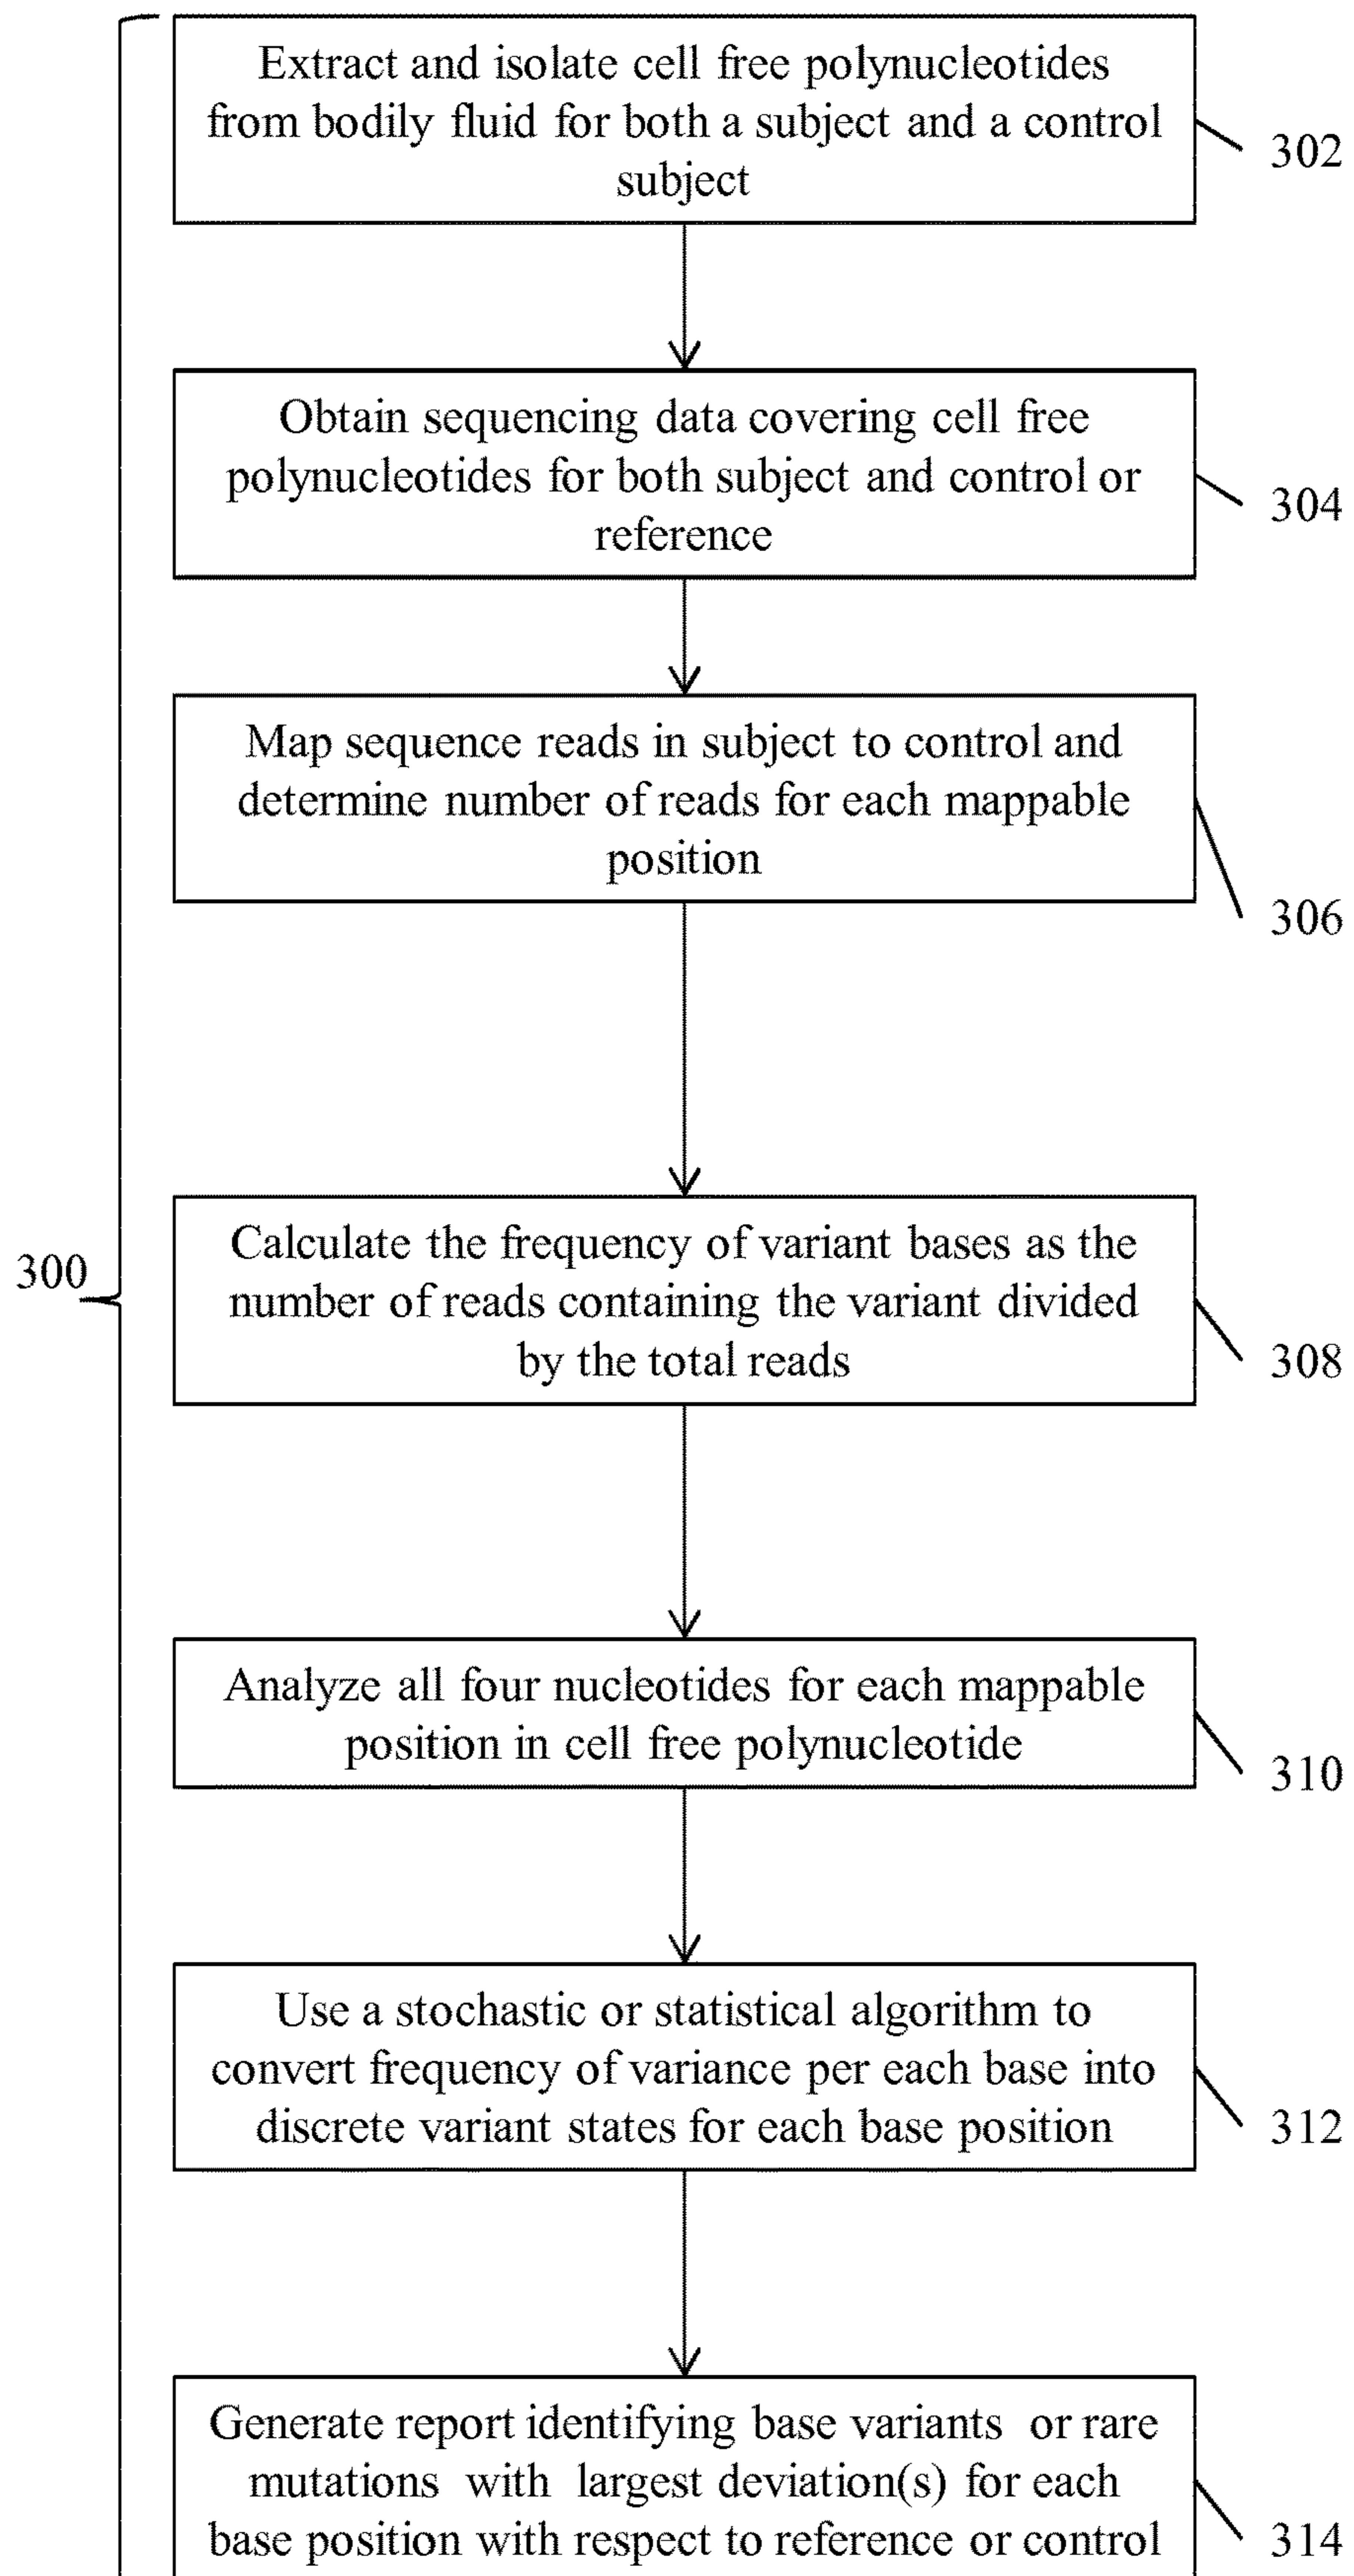 Extract and isolate cell free polynucleotides
from bodily fluid for both a subject and a control
subject
302
Obtain sequencing data covering cell free
polynucleotides for both subject and control or
reference
304
Map sequence reads in subject to control and
determine number of reads for each mappable
position
306
300
Calculate the frequency of variant bases as the
number of reads containing the variant divided
by the total reads
308
Analyze all four nucleotides for each mappable
position in cell free polynucleotide
310
Use a stochastic or statistical algorithm to
convert frequency of variance per each base into
discrete variant states for each base position
312
Generate report identifying base variants or rare
mutations with largest deviation(s) for each
base position with respect to reference or control
314